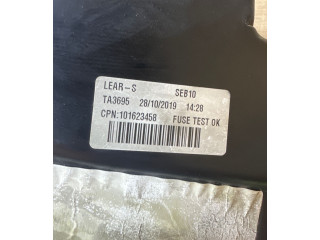 LEAR-S SEB10
TA3695 28/10/2019 14:28
CPN:101623458 FUSE TEST OK